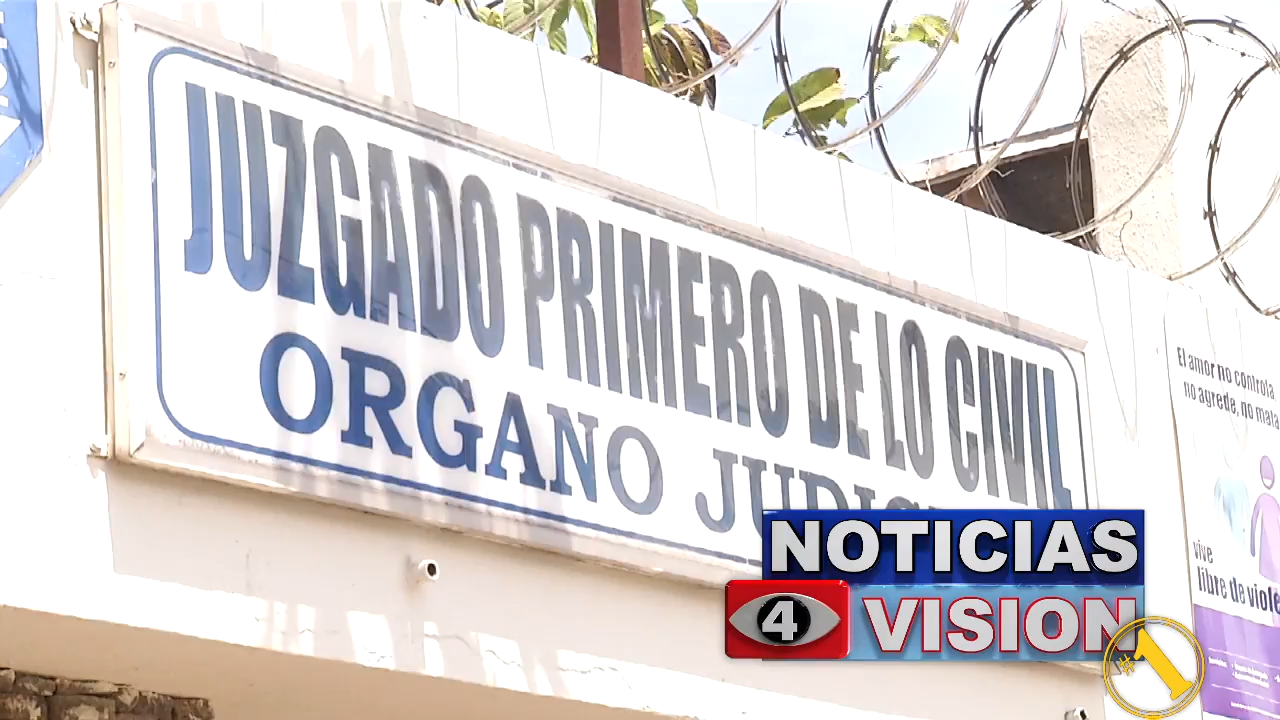 JUZGADO PRIMERO DE LO CIVIL
ORGANO
NOTICIAS
4 VISION
#1
El amor no controla
no agrede, no mata
vive
libre de